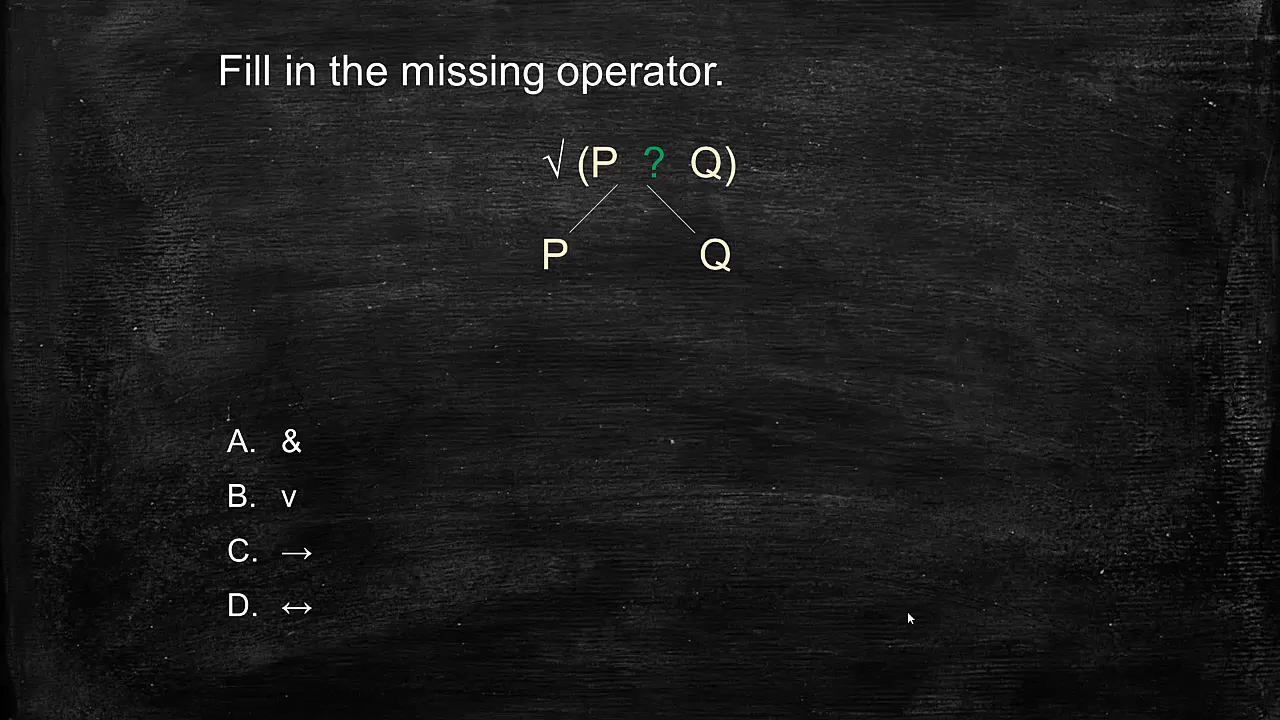 Fill in the missing operator.
√ (P ? Q)
P Q
A. &
B. v
C. →
D. ↔